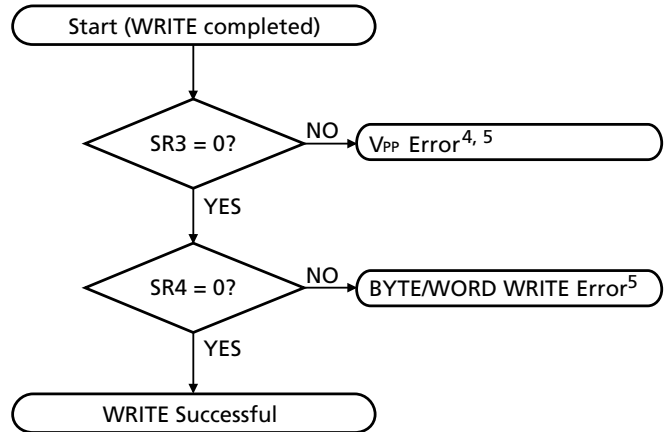 Start (WRITE completed)
SR3 = 0?
NO
VPP Error4, 5
YES
SR4 = 0?
NO
BYTE/WORD WRITE Error5
YES
WRITE Successful